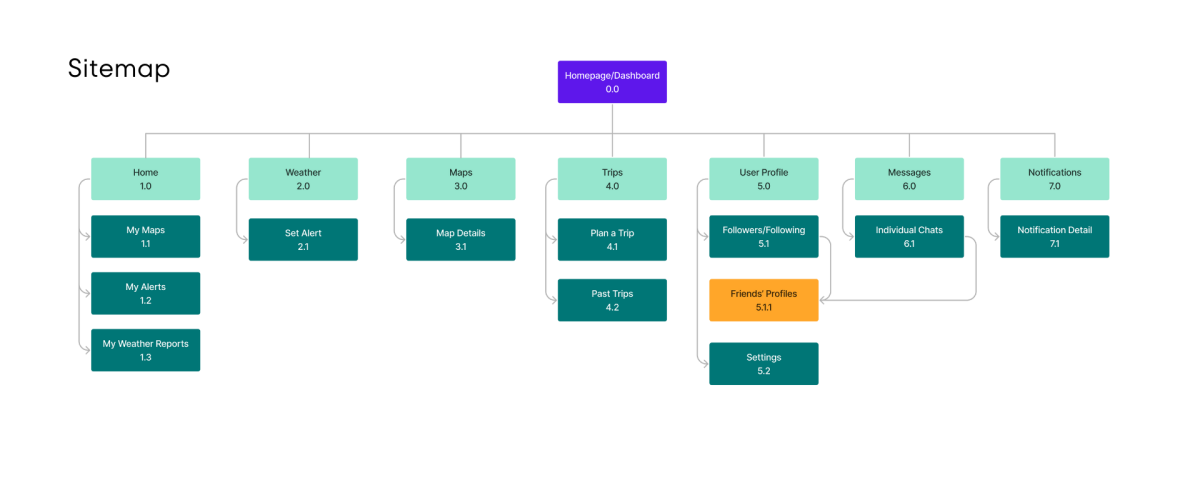 Sitemap
Homepage/Dashboard
0.0
Home
1.0
My Maps
1.1
My Alerts
1.2
My Weather Reports
1.3
Weather
2.0
Set Alert
2.1
Maps
3.0
Map Details
3.1
Trips
4.0
Plan a Trip
4.1
Past Trips
4.2
User Profile
5.0
Followers/Following
5.1
Friends’ Profiles
5.1.1
Settings
5.2
Messages
6.0
Individual Chats
6.1
Notifications
7.0
Notification Detail
7.1